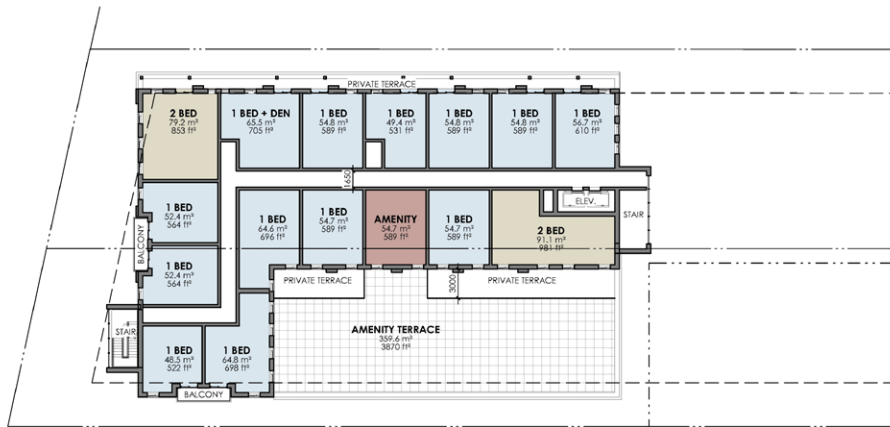 PRIVATE TERRACE
2 BED
79.2 m²
853 ft²
1 BED + DEN
65.5 m²
705 ft²
1 BED
54.8 m²
589 ft²
1 BED
49.4 m²
531 ft²
1 BED
54.8 m²
589 ft²
1 BED
54.8 m²
589 ft²
1 BED
56.7 m²
610 ft²
1650
ELEV.
STAIR
1 BED
52.4 m²
564 ft²
1 BED
64.6 m²
696 ft²
1 BED
54.7 m²
589 ft²
AMENITY
54.7 m²
589 ft²
1 BED
54.7 m²
589 ft²
2 BED
91.1 m²
981 ft²
BALCONY
1 BED
52.4 m²
564 ft²
PRIVATE TERRACE
3000
PRIVATE TERRACE
STAIR
1 BED
48.5 m²
522 ft²
1 BED
64.8 m²
698 ft²
AMENITY TERRACE
359.6 m²
3870 ft²
BALCONY